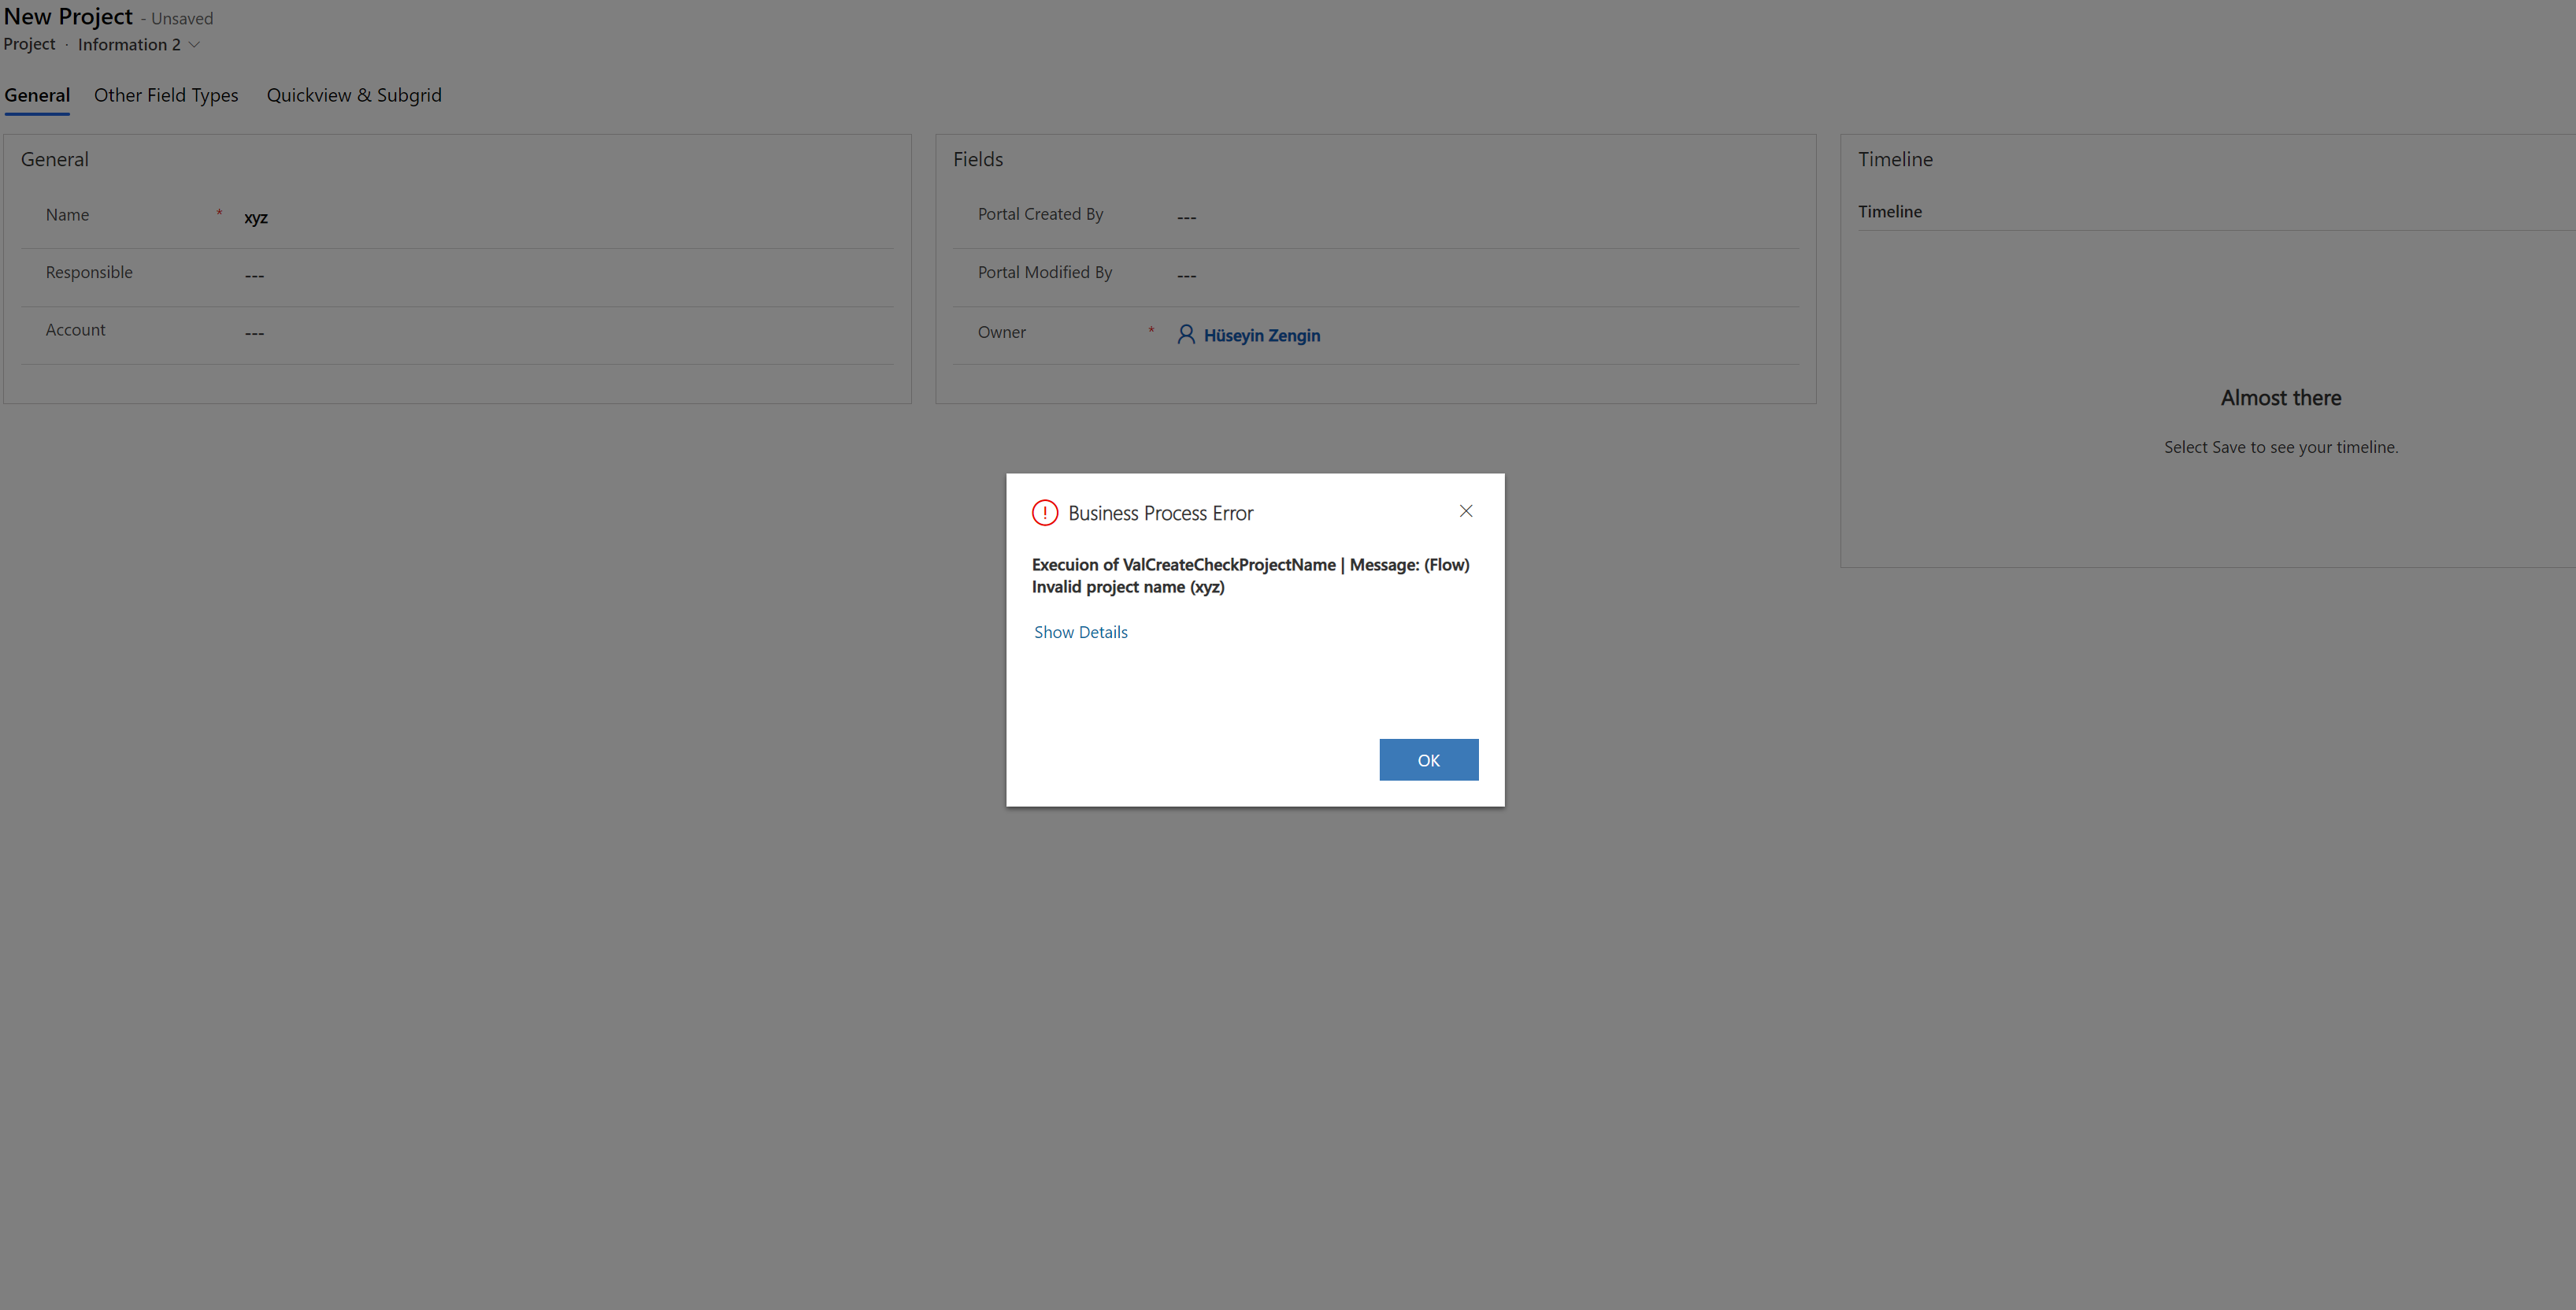 New Project - Unsaved
Project · Information 2
General Other Field Types Quickview & Subgrid
General
Name * xyz
Responsible ---
Account ---
Fields
Portal Created By ---
Portal Modified By ---
Owner * Hüseyin Zengin
Timeline
Timeline
Almost there
Select Save to see your timeline.
Business Process Error
Execuion of ValCreateCheckProjectName | Message: (Flow)
Invalid project name (xyz)
Show Details
OK